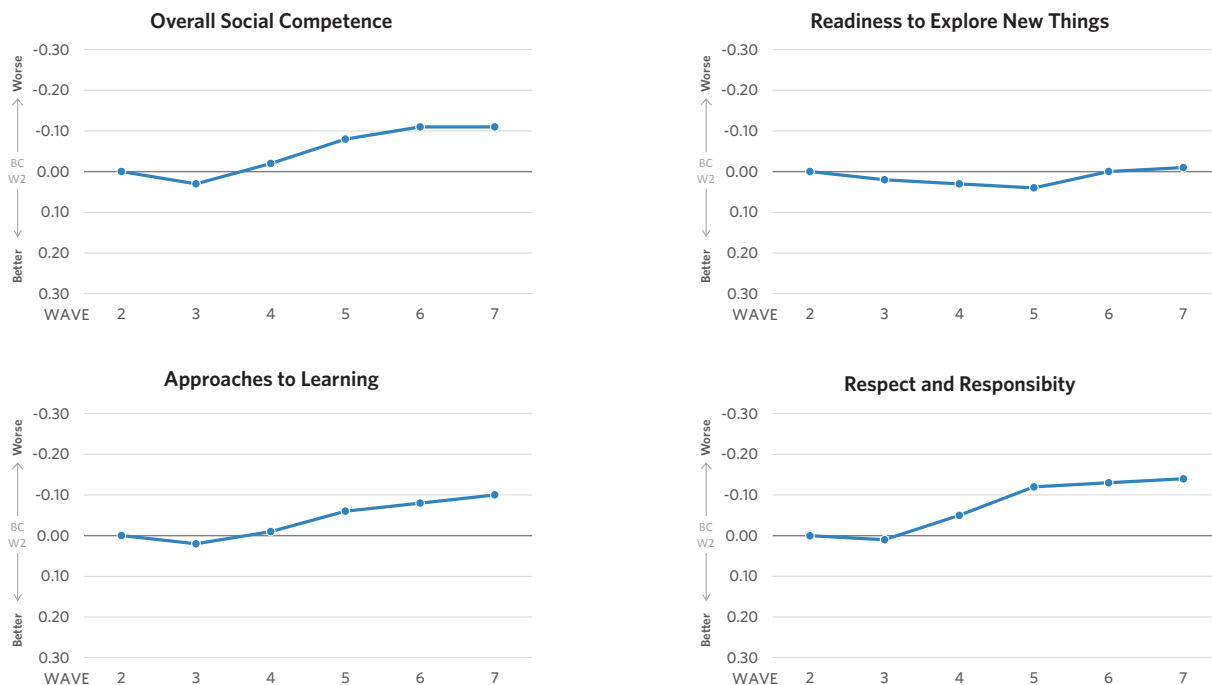 Overall Social Competence
-0.30
-0.20
-0.10
0.00
0.10
0.20
0.30
Worse
BC
W2
Better
WAVE 2 3 4 5 6 7
Readiness to Explore New Things
-0.30
-0.20
-0.10
0.00
0.10
0.20
0.30
Worse
BC
W2
Better
WAVE 2 3 4 5 6 7
Approaches to Learning
-0.30
-0.20
-0.10
0.00
0.10
0.20
0.30
Worse
BC
W2
Better
WAVE 2 3 4 5 6 7
Respect and Responsibity
-0.30
-0.20
-0.10
0.00
0.10
0.20
0.30
Worse
BC
W2
Better
WAVE 2 3 4 5 6 7